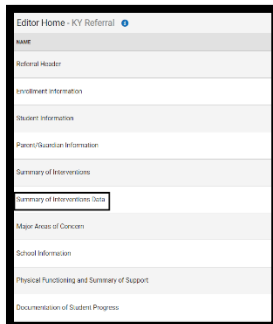 Editor Home - KY Referral
NAME
Referral Header
Enrollment Information
Student Information
Parent/Guardian Information
Summary of Interventions
Summary of Interventions Data
Major Areas of Concern
School Information
Physical Functioning and Summary of Support
Documentation of Student Progress